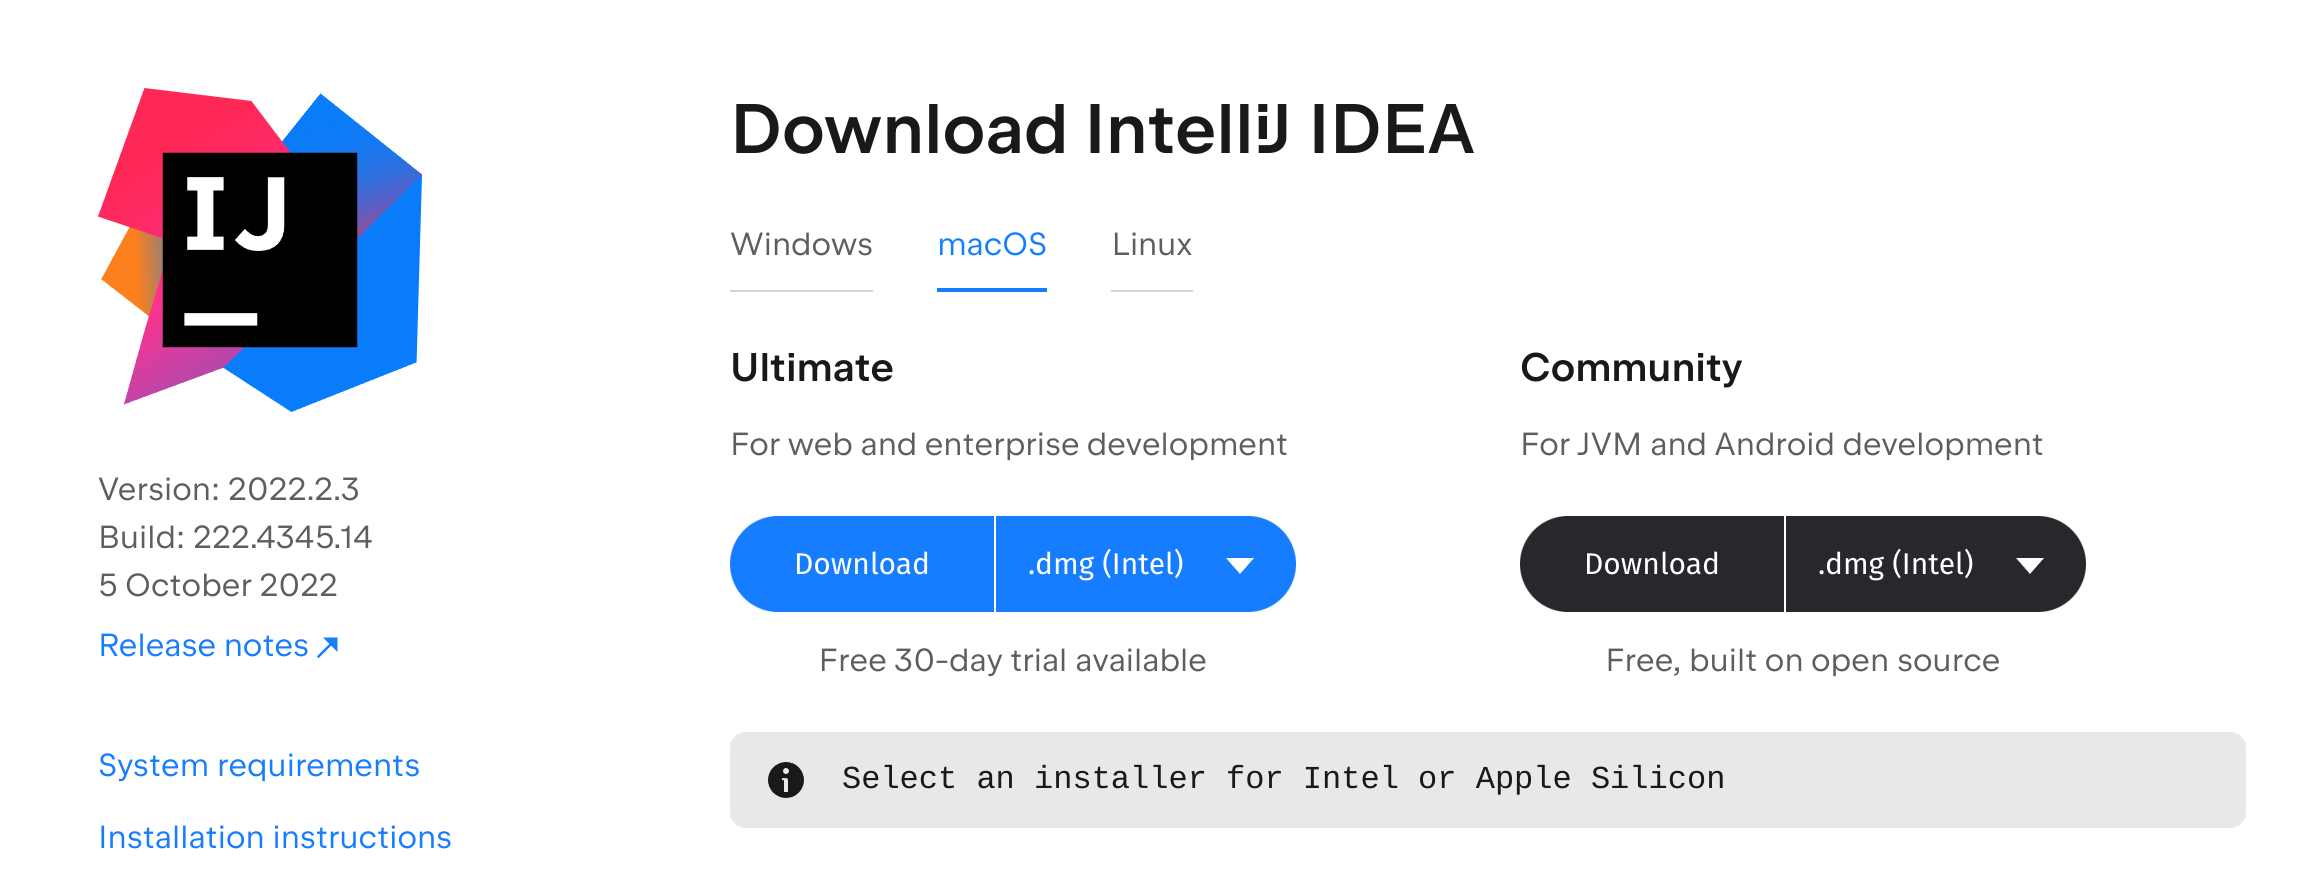 IJ
Version: 2022.2.3
Build: 222.4345.14
5 October 2022
Release notes ↗
System requirements
Installation instructions
Download IntelliJ IDEA
Windows macOS Linux
Ultimate
For web and enterprise development
Download .dmg (Intel)
Free 30-day trial available
Community
For JVM and Android development
Download .dmg (Intel)
Free, built on open source
Select an installer for Intel or Apple Silicon